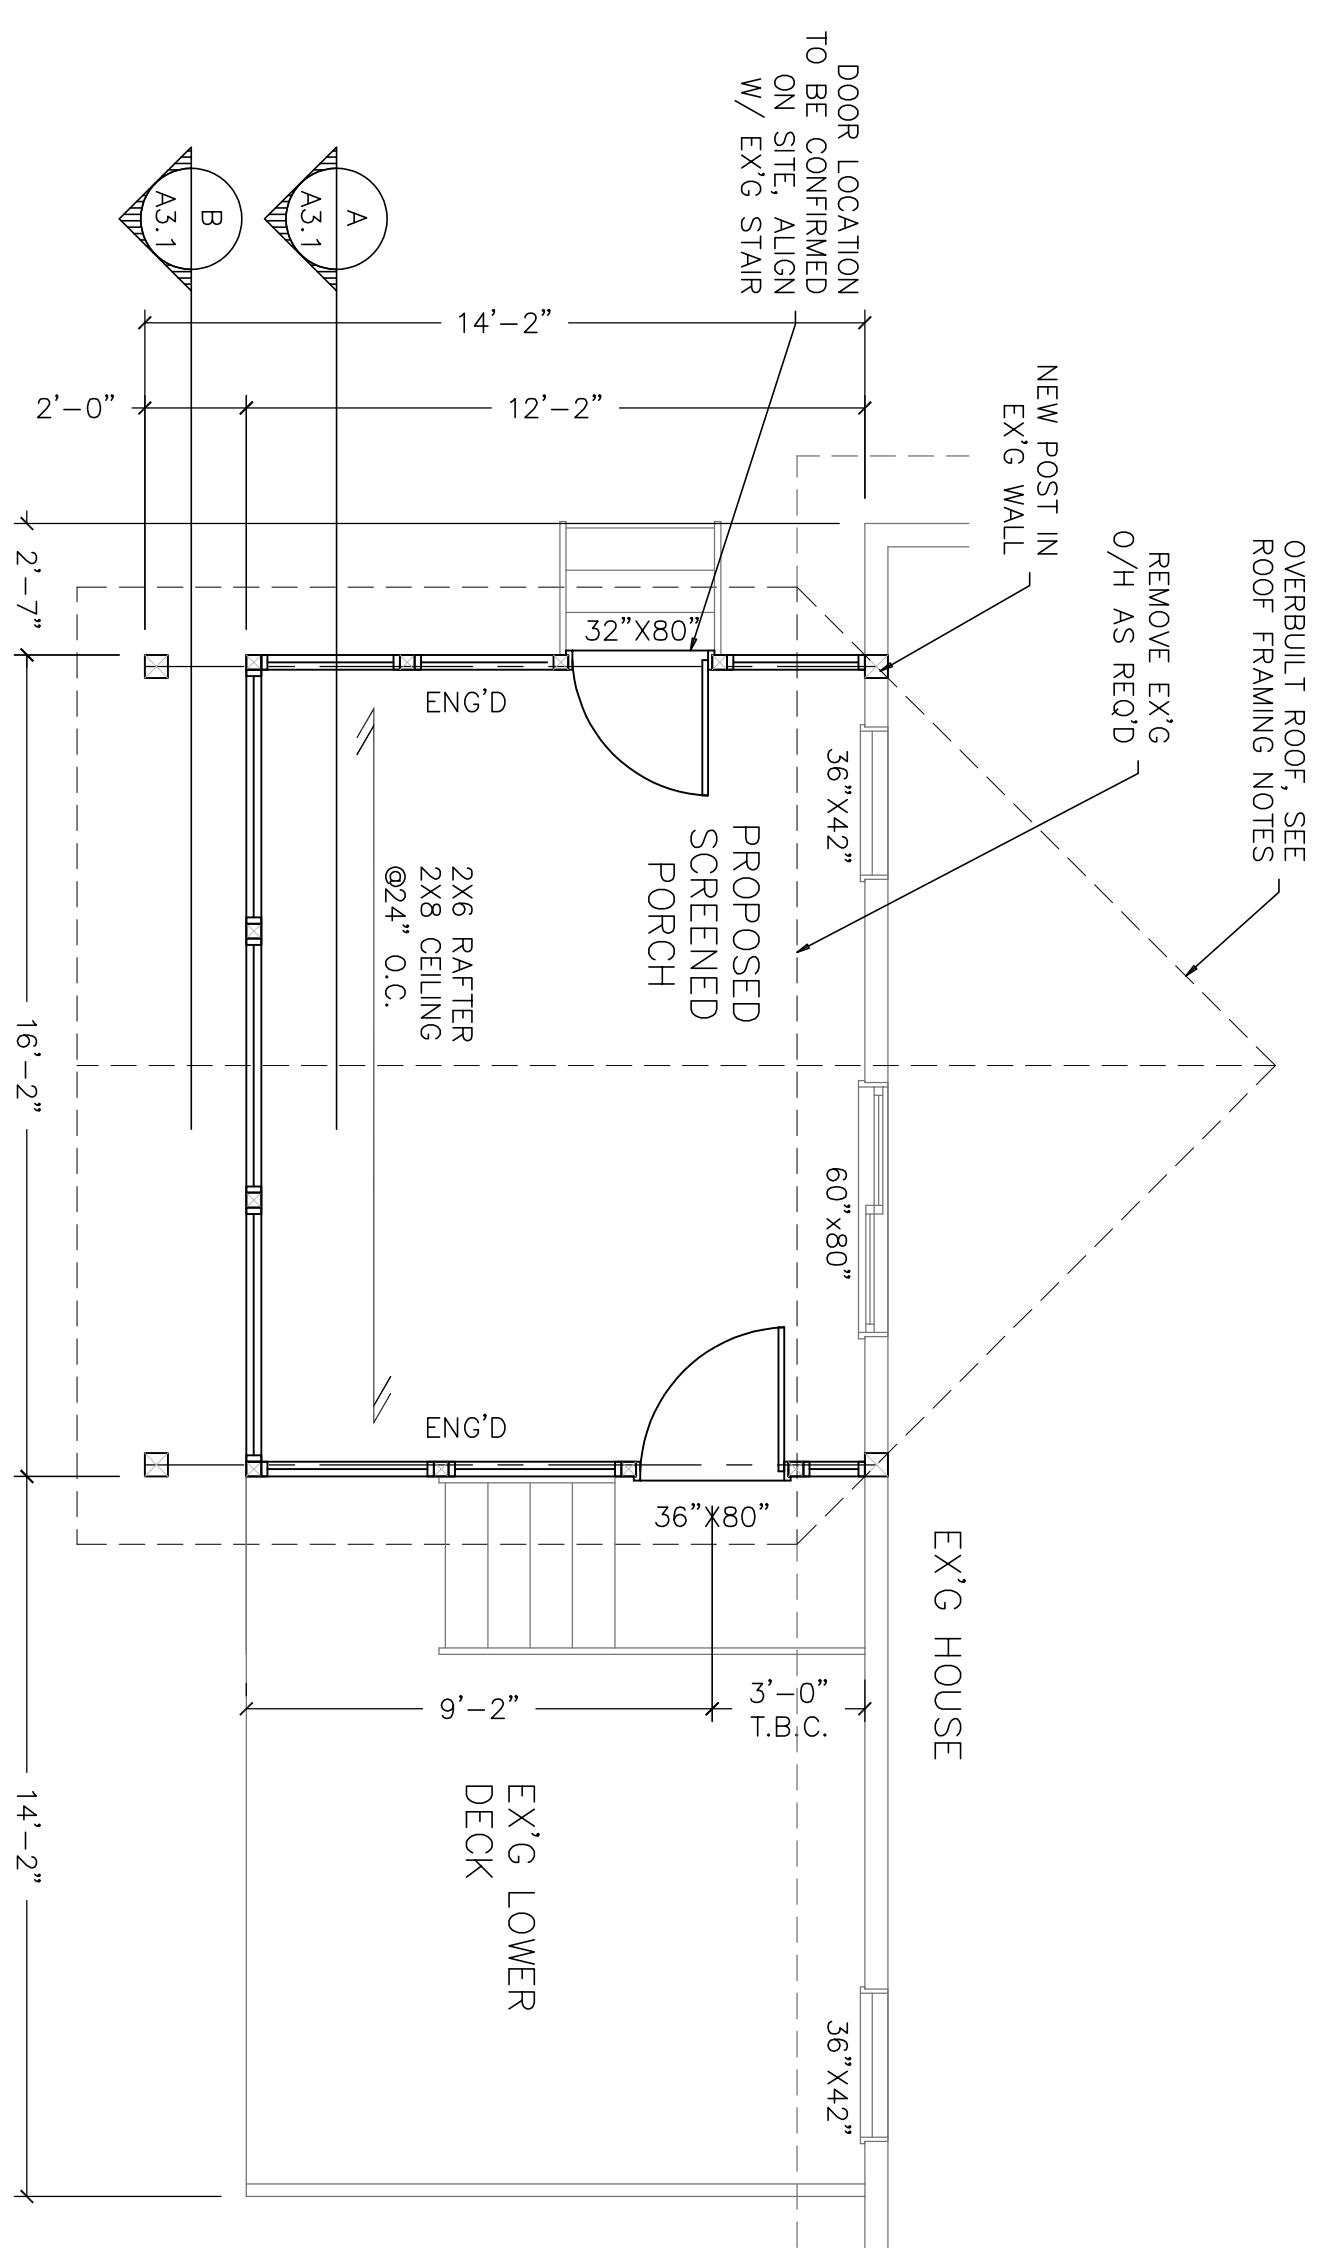 OVERBUILT ROOF, SEE
ROOF FRAMING NOTES
REMOVE EX'G
O/H AS REQ'D
NEW POST IN
EX'G WALL
DOOR LOCATION
TO BE CONFIRMED
ON SITE, ALIGN
W/ EX'G STAIR
EX'G HOUSE
36"X42"
60"x80"
36"X42"
PROPOSED
SCREENED
PORCH
32"X80"
36"X80"
3'-0"
T.B.C.
9'-2"
EX'G LOWER
DECK
14'-2"
12'-2"
2'-0"
ENG'D
ENG'D
2X6 RAFTER
2X8 CEILING
@24" O.C.
A
A3.1
B
A3.1
2'-7"
16'-2"
14'-2"